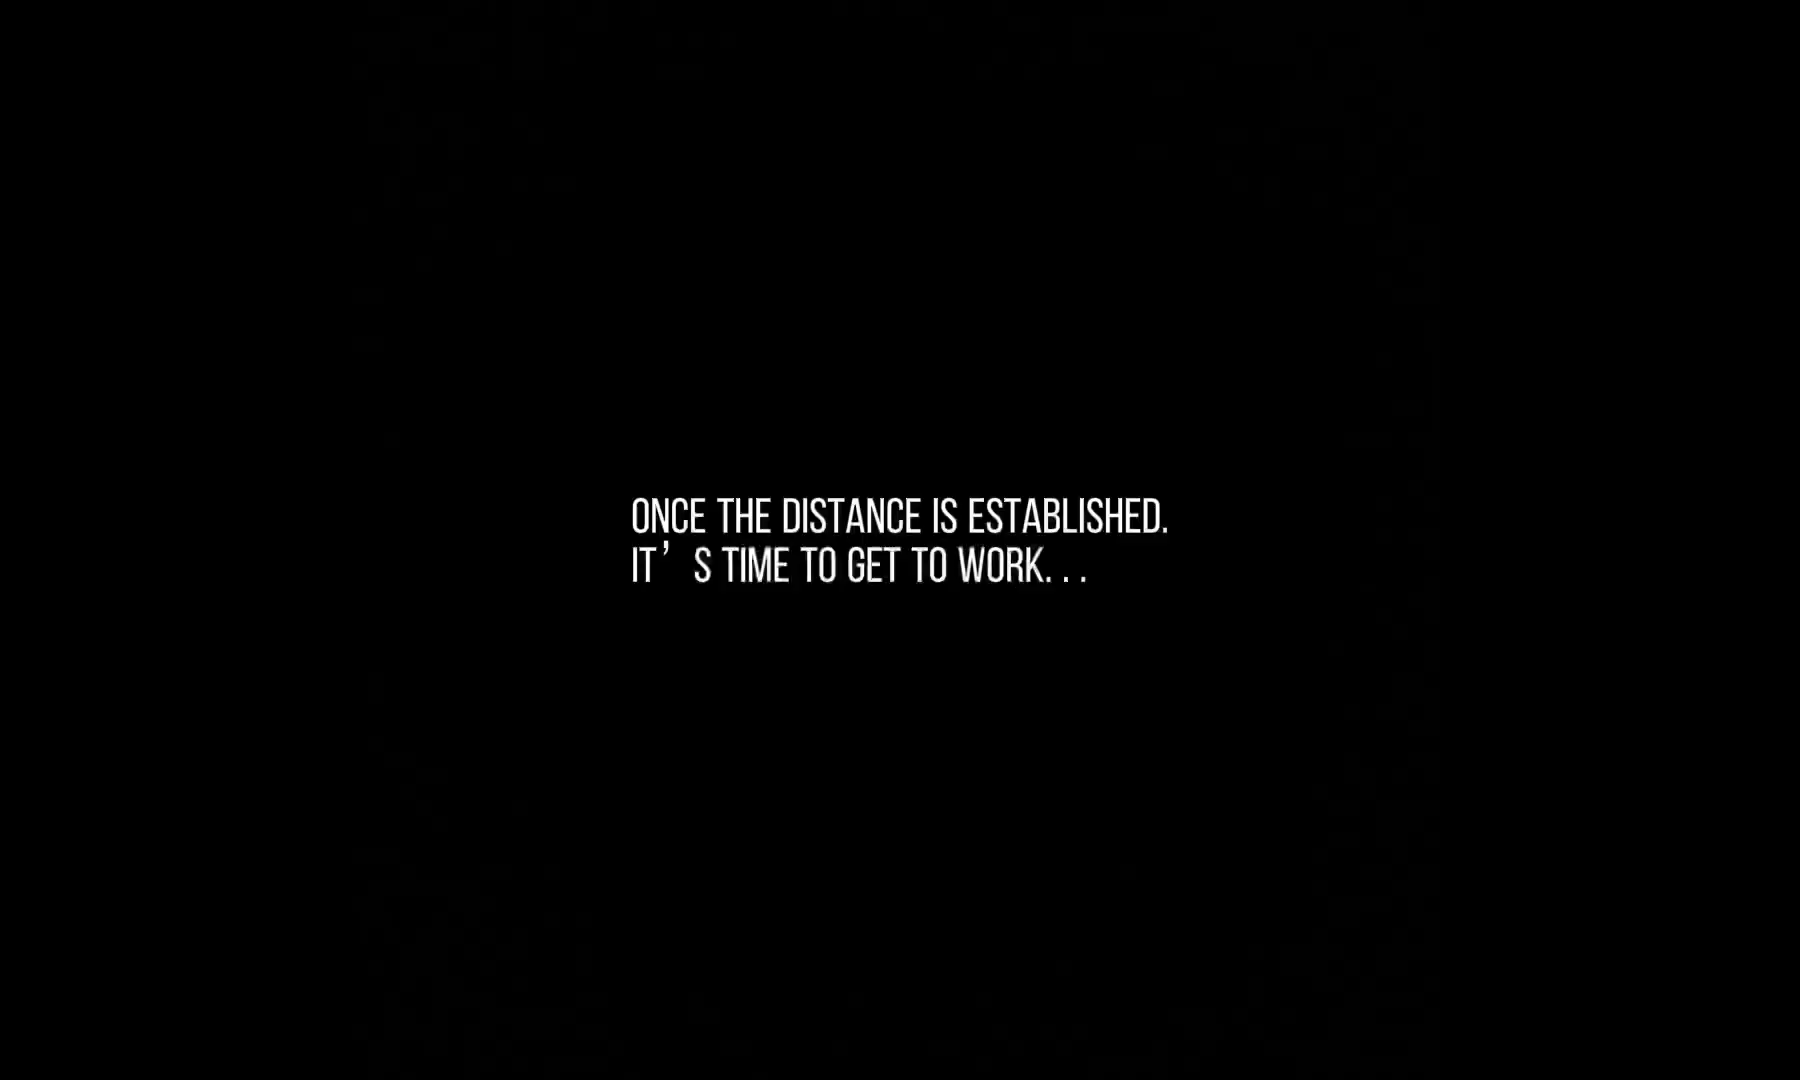 ONCE THE DISTANCE IS ESTABLISHED.
IT’S TIME TO GET TO WORK...